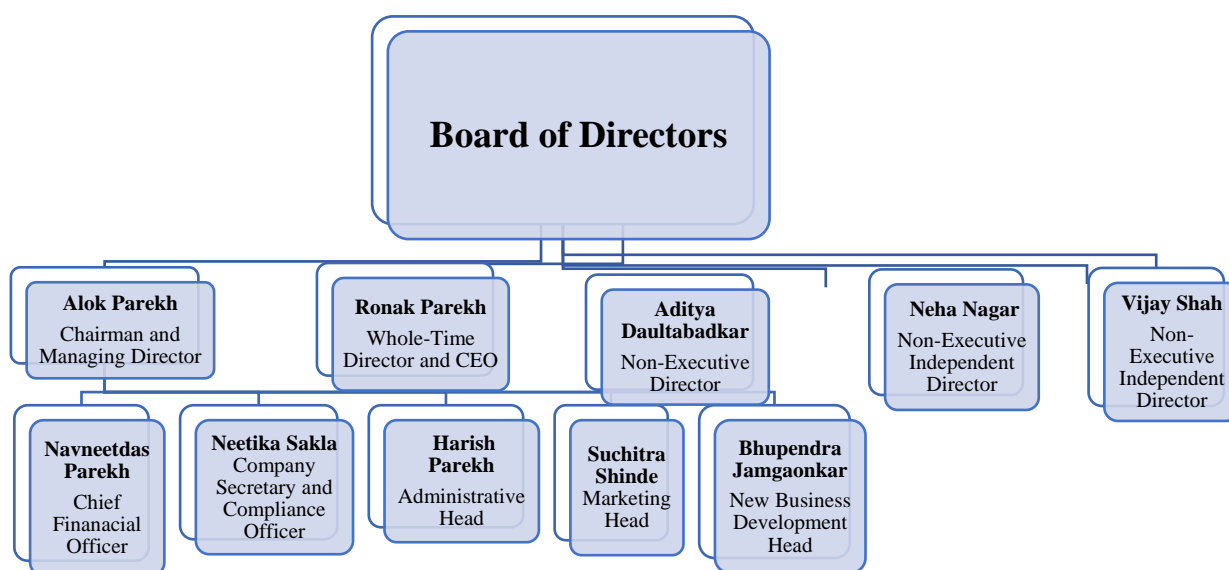 Board of Directors
Alok Parekh
Chairman and
Managing Director
Ronak Parekh
Whole-Time
Director and CEO
Aditya
Daultabadkar
Non-Executive
Director
Neha Nagar
Non-Executive
Independent
Director
Vijay Shah
Non-
Executive
Independent
Director
Navneetdas
Parekh
Chief
Finanacial
Officer
Neetika Sakla
Company
Secretary and
Compliance
Officer
Harish
Parekh
Administrative
Head
Suchitra
Shinde
Marketing
Head
Bhupendra
Jamgaonkar
New Business
Development
Head